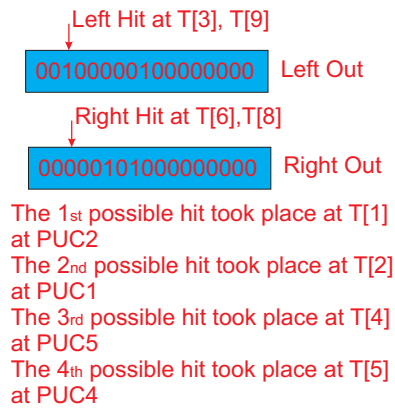 Left Hit at T[3], T[9]
00100000100000000 Left Out
Right Hit at T[6],T[8]
00000101000000000 Right Out
The 1st possible hit took place at T[1]
at PUC2
The 2nd possible hit took place at T[2]
at PUC1
The 3rd possible hit took place at T[4]
at PUC5
The 4th possible hit took place at T[5]
at PUC4